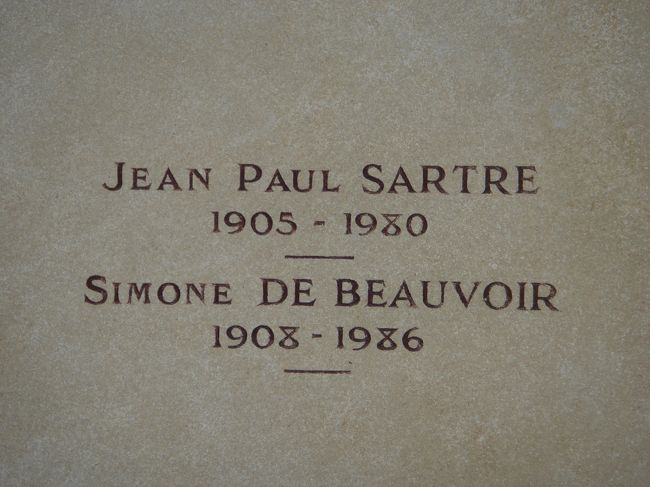 Jean Paul SARTRE
1905 - 1980
Simone DE BEAUVOIR
1908 - 1986